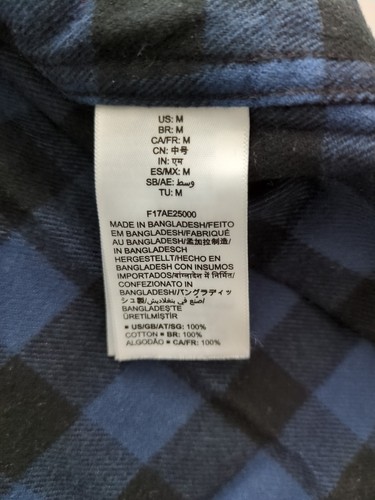 US: M
BR: M
CA/FR: M
CN: 中号
IN: एम
ES/MX: M
SB/AE: وسط
TU: M
F17AE25000
MADE IN BANGLADESH/FEITO
EM BANGLADESH/FABRIQUÉ
AU BANGLADESH/孟加拉制造/
IN BANGLADESCH
HERGESTELLT/HECHO EN
BANGLADESH CON INSUMOS
IMPORTADOS/बांग्लादेश में निर्मित/
CONFEZIONATO IN
BANGLADESH/バングラディッ
シュ製/صنع في بنغلاديش/
BANGLADEŞ'TE
ÜRETİLMİŞTİR
■ US/GB/AT/SG: 100%
COTTON ■ BR: 100%
ALGODÃO ■ CA/FR: 100%